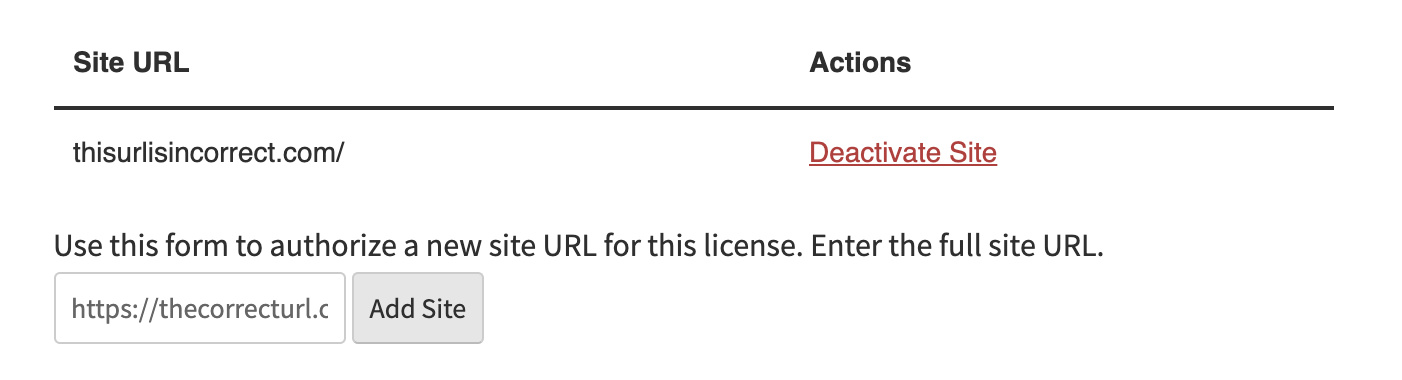 Site URL Actions
thisurlisincorrect.com/ Deactivate Site
Use this form to authorize a new site URL for this license. Enter the full site URL.
https://thecorrecturl.c Add Site